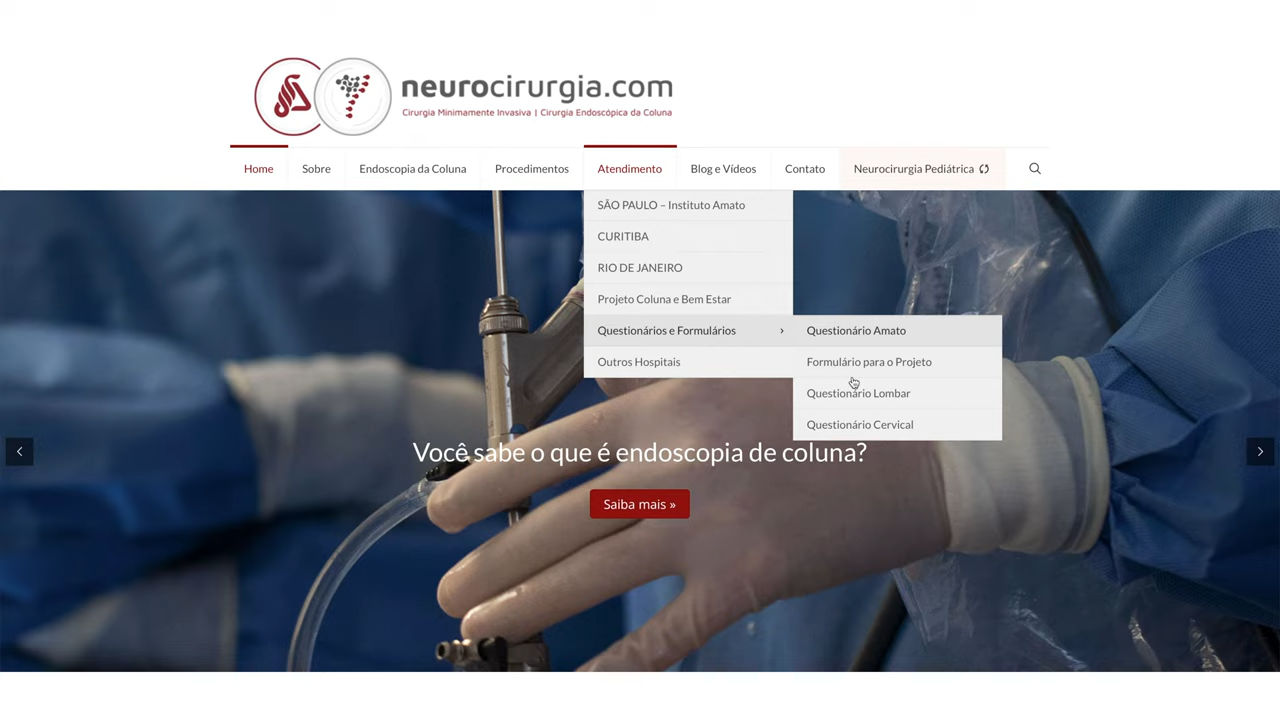 neurocirurgia.com
Cirurgia Minimamente Invasiva | Cirurgia Endoscópica da Coluna
Home Sobre Endoscopia da Coluna Procedimentos Atendimento Blog e Vídeos Contato Neurocirurgia Pediátrica
SÃO PAULO – Instituto Amato
CURITIBA
RIO DE JANEIRO
Projeto Coluna e Bem Estar
Questionários e Formulários
Outros Hospitais
Questionário Amato
Formulário para o Projeto
Questionário Lombar
Questionário Cervical
Você sabe o que é endoscopia de coluna?
Saiba mais »